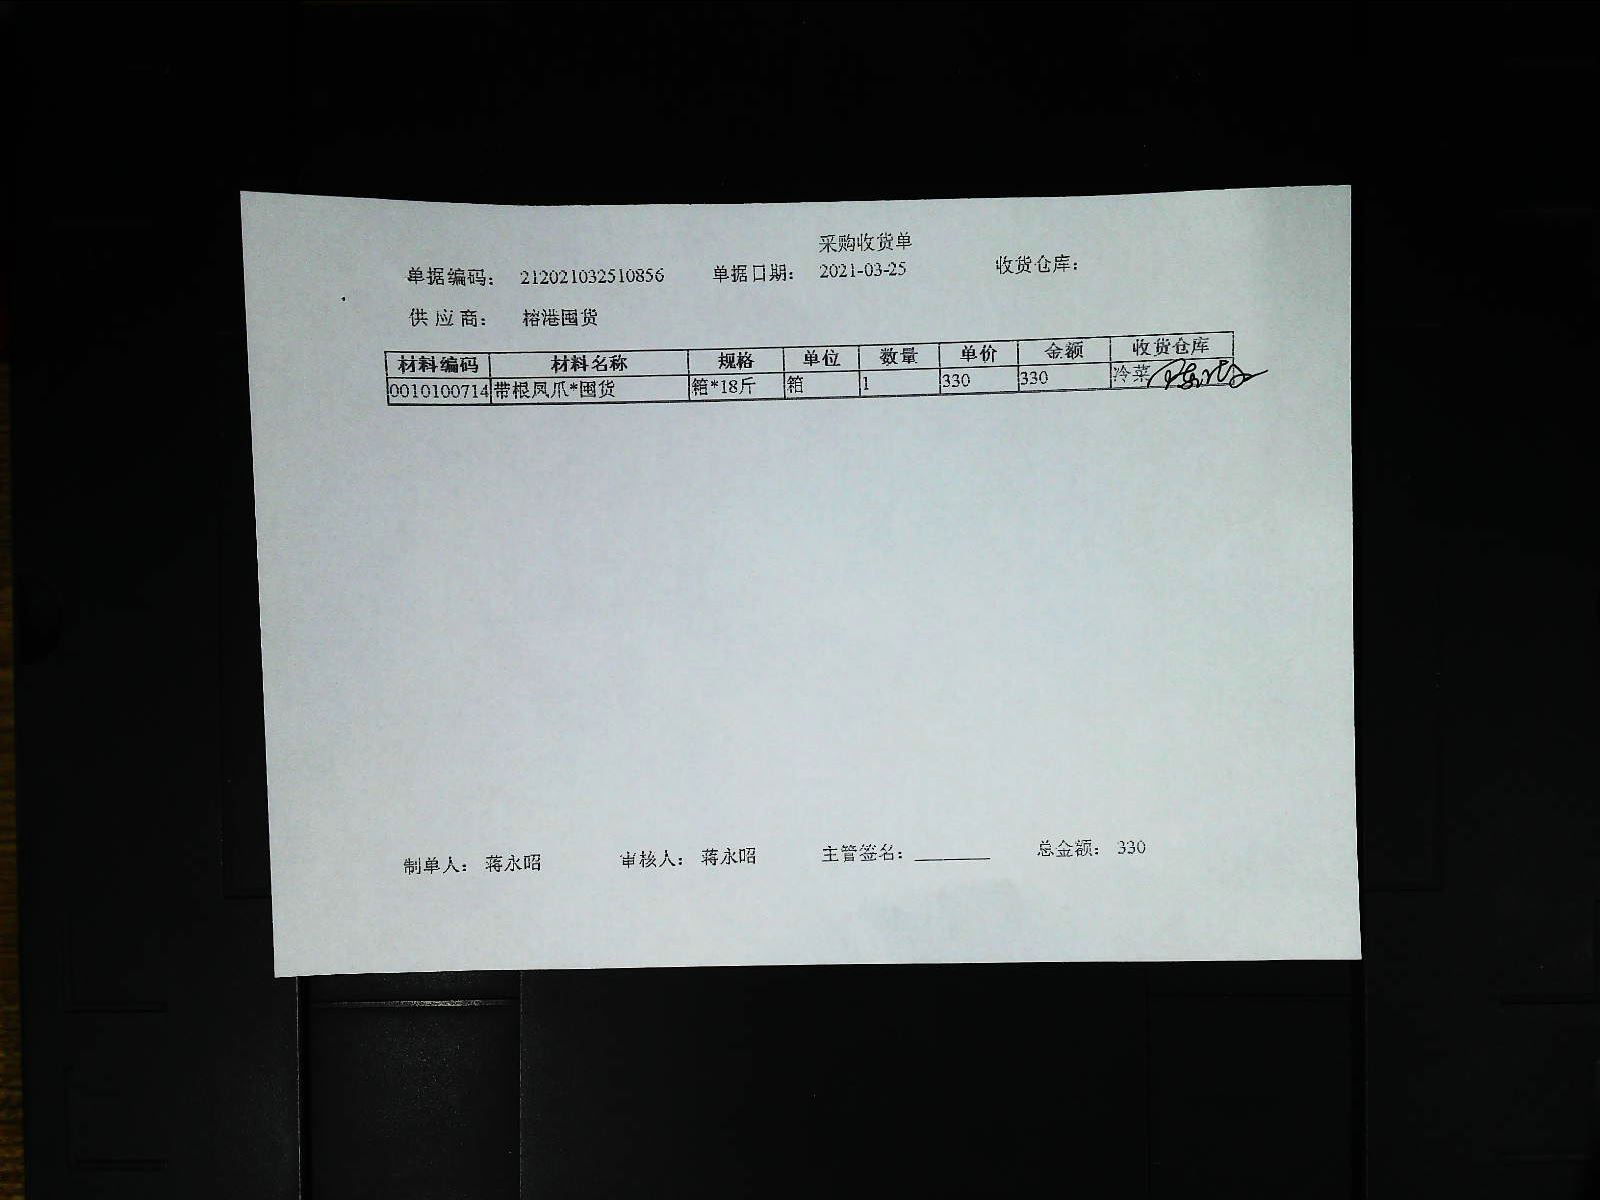 采购收货单
单据编码： 212021032510856 单据日期： 2021-03-25 收货仓库：
供 应 商： 榕港囤货
材料编码 材料名称 规格 单位 数量 单价 金额 收货仓库
0010100714 带根凤爪*囤货 箱*18斤 箱 1 330 330 冷菜
制单人： 蒋永昭 审核人： 蒋永昭 主管签名：________ 总金额： 330